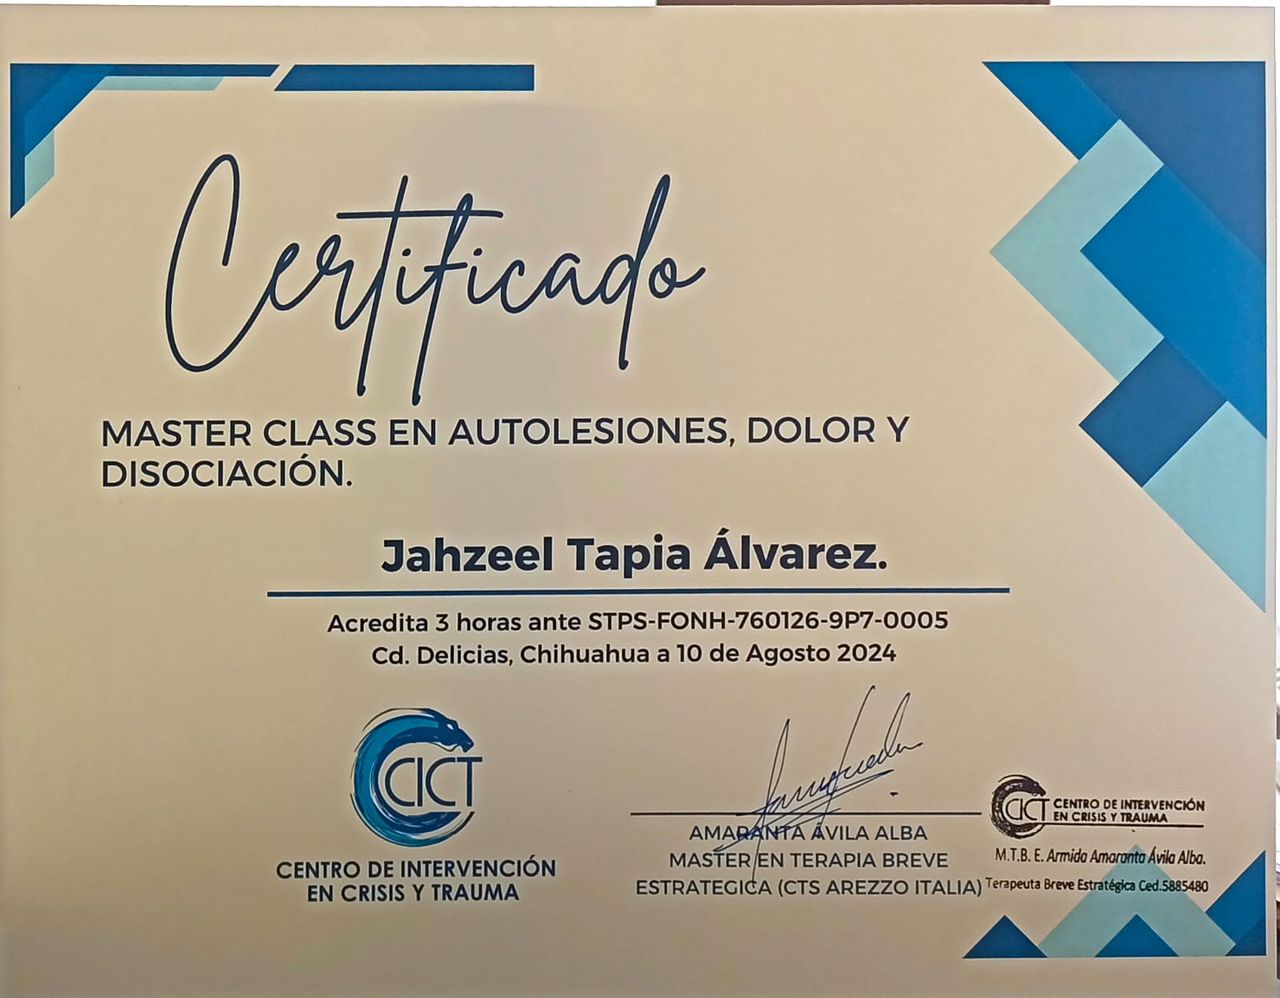 Certificado
MASTER CLASS EN AUTOLESIONES, DOLOR Y
DISOCIACIÓN.
Jahzeel Tapia Álvarez.
Acredita 3 horas ante STPS-FONH-760126-9P7-0005
Cd. Delicias, Chihuahua a 10 de Agosto 2024
CICT
CENTRO DE INTERVENCIÓN
EN CRISIS Y TRAUMA
AMARANTA ÁVILA ALBA
MASTER EN TERAPIA BREVE
ESTRATEGICA (CTS AREZZO ITALIA)
CICT
CENTRO DE INTERVENCIÓN
EN CRISIS Y TRAUMA
M.T.B. E. Armida Amaranta Ávila Alba.
Terapeuta Breve Estratégica Ced.5885480